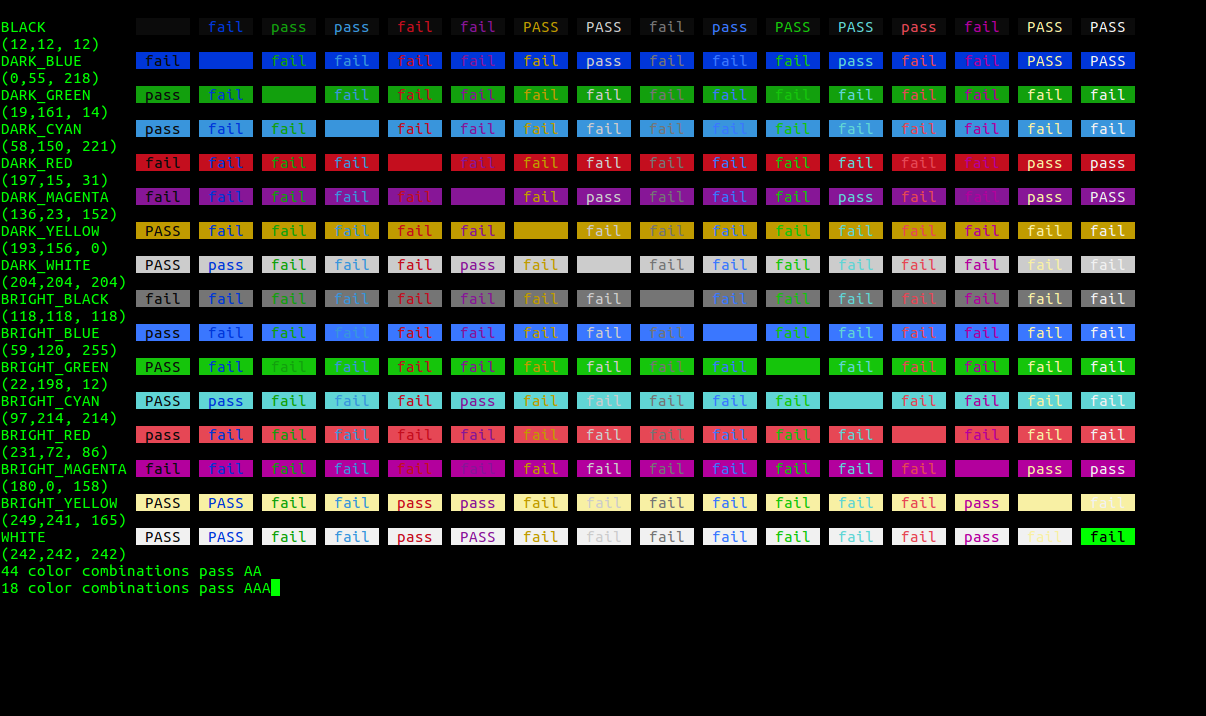 BLACK fail pass pass fail fail PASS PASS fail pass PASS PASS pass fail PASS PASS
(12,12, 12)
DARK_BLUE fail fail fail fail fail fail pass fail fail fail pass fail fail PASS PASS
(0,55, 218)
DARK_GREEN pass fail fail fail fail fail fail fail fail fail fail fail fail fail fail
(19,161, 14)
DARK_CYAN pass fail fail fail fail fail fail fail fail fail fail fail fail fail fail
(58,150, 221)
DARK_RED fail fail fail fail fail fail fail fail fail fail fail fail fail pass pass
(197,15, 31)
DARK_MAGENTA fail fail fail fail fail fail pass fail fail fail pass fail fail pass PASS
(136,23, 152)
DARK_YELLOW PASS fail fail fail fail fail fail fail fail fail fail fail fail fail fail
(193,156, 0)
DARK_WHITE PASS pass fail fail fail pass fail fail fail fail fail fail fail fail fail
(204,204, 204)
BRIGHT_BLACK fail fail fail fail fail fail fail fail fail fail fail fail fail fail fail
(118,118, 118)
BRIGHT_BLUE pass fail fail fail fail fail fail fail fail fail fail fail fail fail fail
(59,120, 255)
BRIGHT_GREEN PASS fail fail fail fail fail fail fail fail fail fail fail fail fail fail
(22,198, 12)
BRIGHT_CYAN PASS pass fail fail fail pass fail fail fail fail fail fail fail fail fail
(97,214, 214)
BRIGHT_RED pass fail fail fail fail fail fail fail fail fail fail fail fail fail fail
(231,72, 86)
BRIGHT_MAGENTA fail fail fail fail fail fail fail fail fail fail fail fail fail pass pass
(180,0, 158)
BRIGHT_YELLOW PASS PASS fail fail pass pass fail fail fail fail fail fail fail pass fail
(249,241, 165)
WHITE PASS PASS fail fail pass PASS fail fail fail fail fail fail fail pass fail fail
(242,242, 242)
44 color combinations pass AA
18 color combinations pass AAA